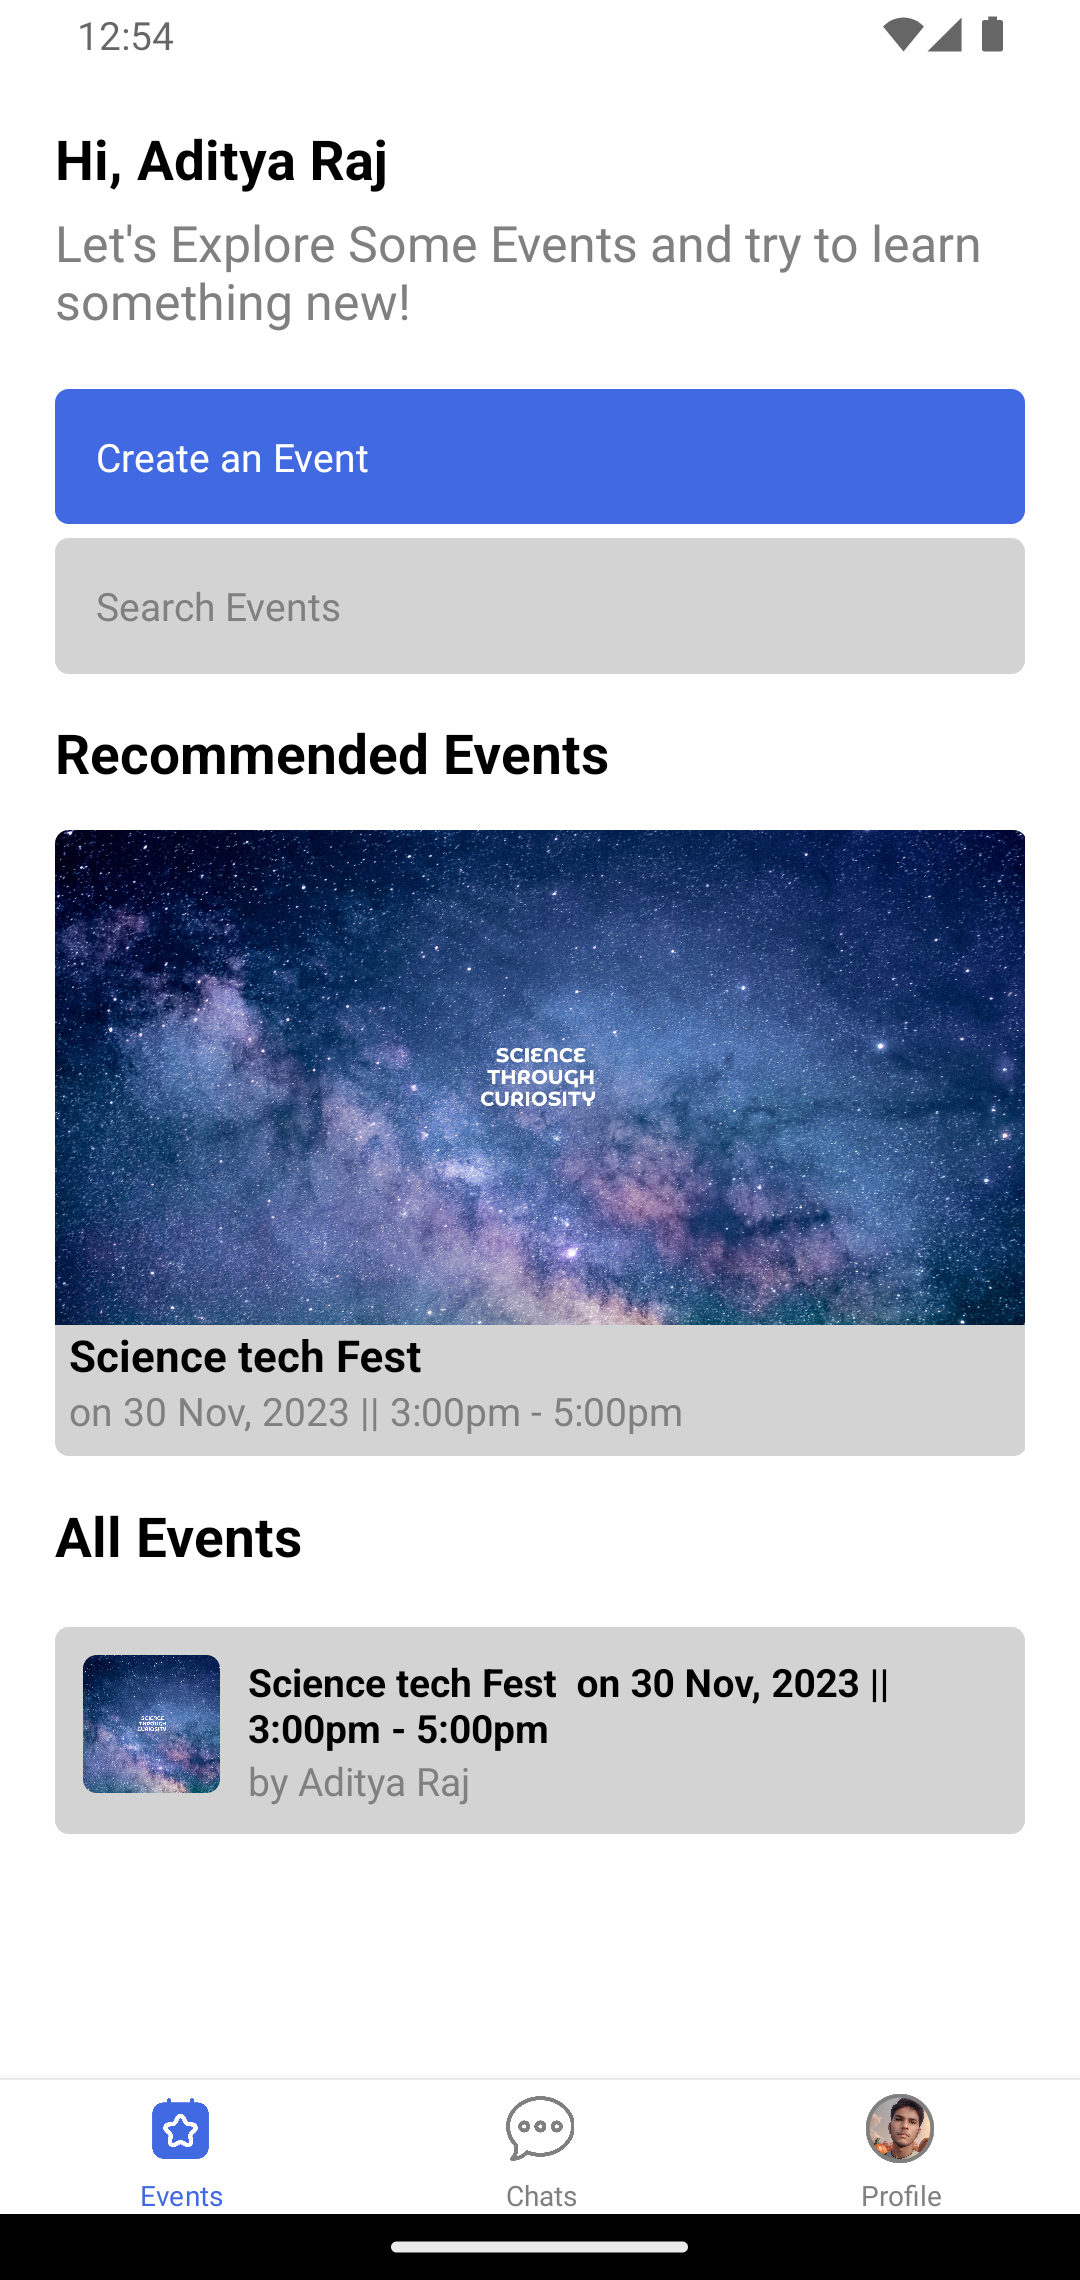 12:54
Hi, Aditya Raj
Let's Explore Some Events and try to learn
something new!
Create an Event
Search Events
Recommended Events
SCIENCE
THROUGH
CURIOSITY
Science tech Fest
on 30 Nov, 2023 || 3:00pm - 5:00pm
All Events
SCIENCE
THROUGH
CURIOSITY
Science tech Fest  on 30 Nov, 2023 ||
3:00pm - 5:00pm
by Aditya Raj
Events
Chats
Profile